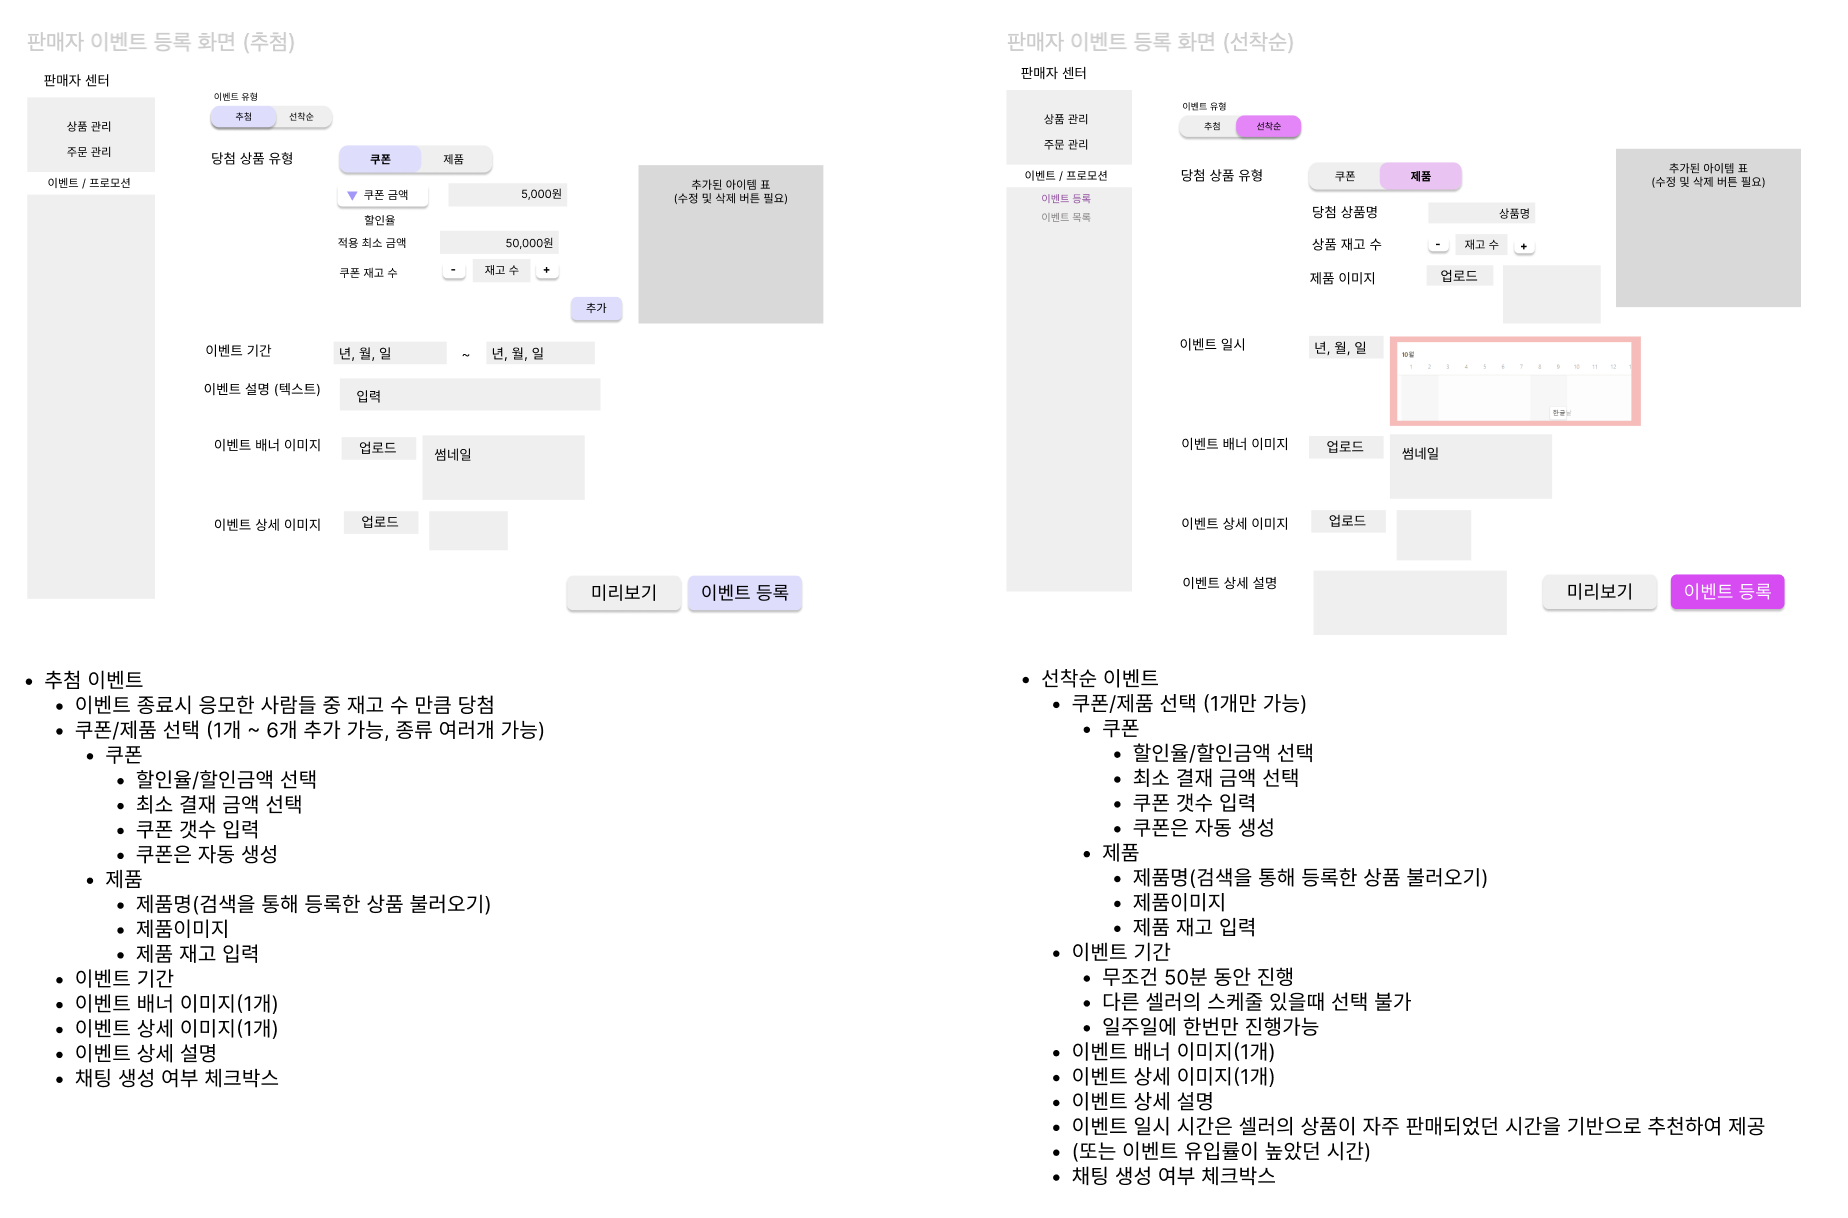 판매자 이벤트 등록 화면 (추첨)
판매자 센터
상품 관리
주문 관리
이벤트 / 프로모션
이벤트 유형
추첨
선착순
당첨 상품 유형
쿠폰
제품
쿠폰 금액
5,000원
할인율
적용 최소 금액
50,000원
쿠폰 재고 수
-
재고 수
+
추가
추가된 아이템 표
(수정 및 삭제 버튼 필요)
이벤트 기간
년, 월, 일
~
년, 월, 일
이벤트 설명 (텍스트)
입력
이벤트 배너 이미지
업로드
썸네일
이벤트 상세 이미지
업로드
미리보기
이벤트 등록
• 추첨 이벤트
• 이벤트 종료시 응모한 사람들 중 재고 수 만큼 당첨
• 쿠폰/제품 선택 (1개 ~ 6개 추가 가능, 종류 여러개 가능)
• 쿠폰
• 할인율/할인금액 선택
• 최소 결재 금액 선택
• 쿠폰 갯수 입력
• 쿠폰은 자동 생성
• 제품
• 제품명(검색을 통해 등록한 상품 불러오기)
• 제품이미지
• 제품 재고 입력
• 이벤트 기간
• 이벤트 배너 이미지(1개)
• 이벤트 상세 이미지(1개)
• 이벤트 상세 설명
• 채팅 생성 여부 체크박스
판매자 이벤트 등록 화면 (선착순)
판매자 센터
상품 관리
주문 관리
이벤트 / 프로모션
이벤트 등록
이벤트 목록
이벤트 유형
추첨
선착순
당첨 상품 유형
쿠폰
제품
당첨 상품명
상품명
상품 재고 수
-
재고 수
+
제품 이미지
업로드
추가된 아이템 표
(수정 및 삭제 버튼 필요)
이벤트 일시
년, 월, 일
10월
1 2 3 4 5 6 7 8 9 10 11 12
한글날
이벤트 배너 이미지
업로드
썸네일
이벤트 상세 이미지
업로드
이벤트 상세 설명
미리보기
이벤트 등록
• 선착순 이벤트
• 쿠폰/제품 선택 (1개만 가능)
• 쿠폰
• 할인율/할인금액 선택
• 최소 결재 금액 선택
• 쿠폰 갯수 입력
• 쿠폰은 자동 생성
• 제품
• 제품명(검색을 통해 등록한 상품 불러오기)
• 제품이미지
• 제품 재고 입력
• 이벤트 기간
• 무조건 50분 동안 진행
• 다른 셀러의 스케줄 있을때 선택 불가
• 일주일에 한번만 진행가능
• 이벤트 배너 이미지(1개)
• 이벤트 상세 이미지(1개)
• 이벤트 상세 설명
• 이벤트 일시 시간은 셀러의 상품이 자주 판매되었던 시간을 기반으로 추천하여 제공
• (또는 이벤트 유입률이 높았던 시간)
• 채팅 생성 여부 체크박스